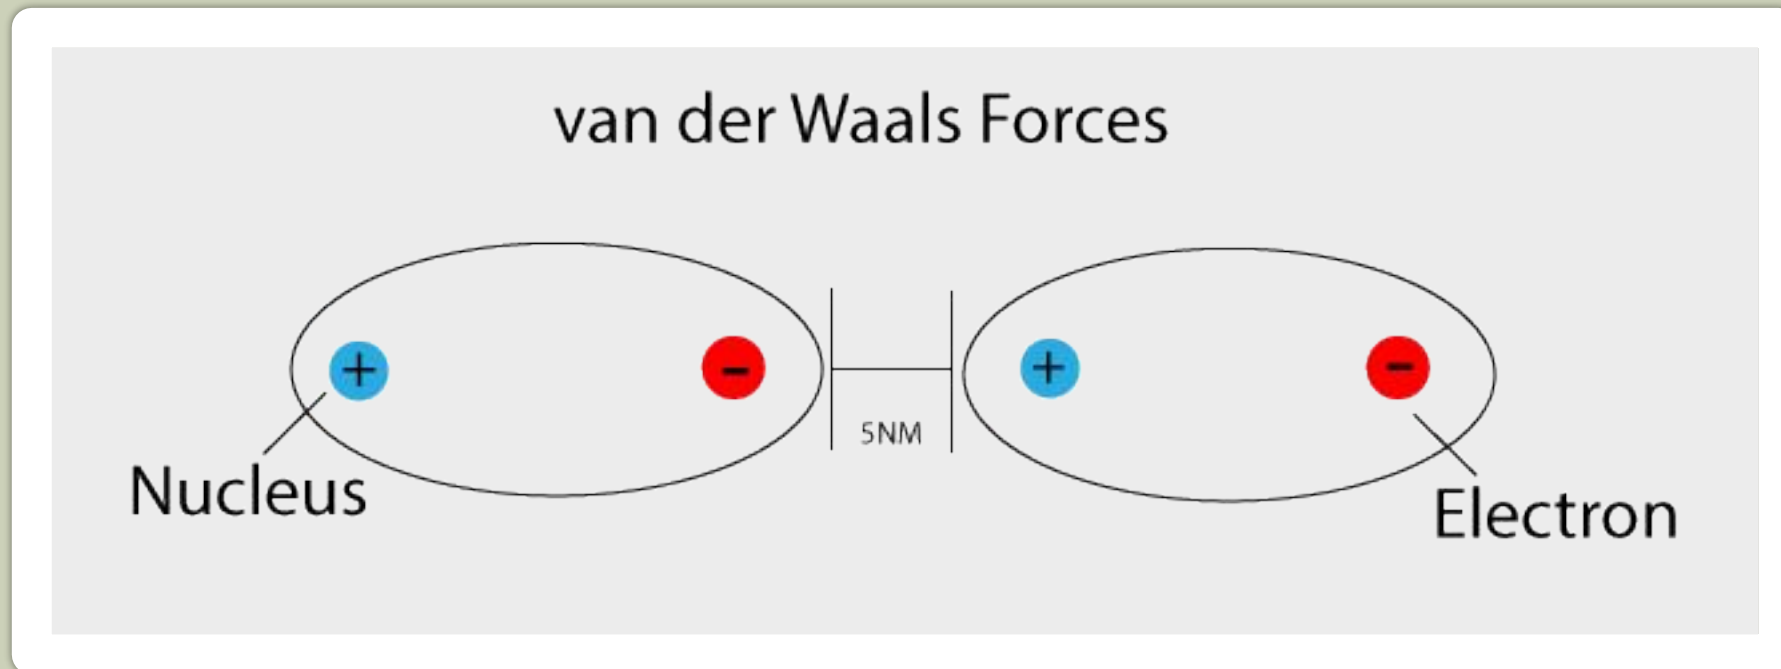 van der Waals Forces
+
-
+
-
5NM
Nucleus
Electron